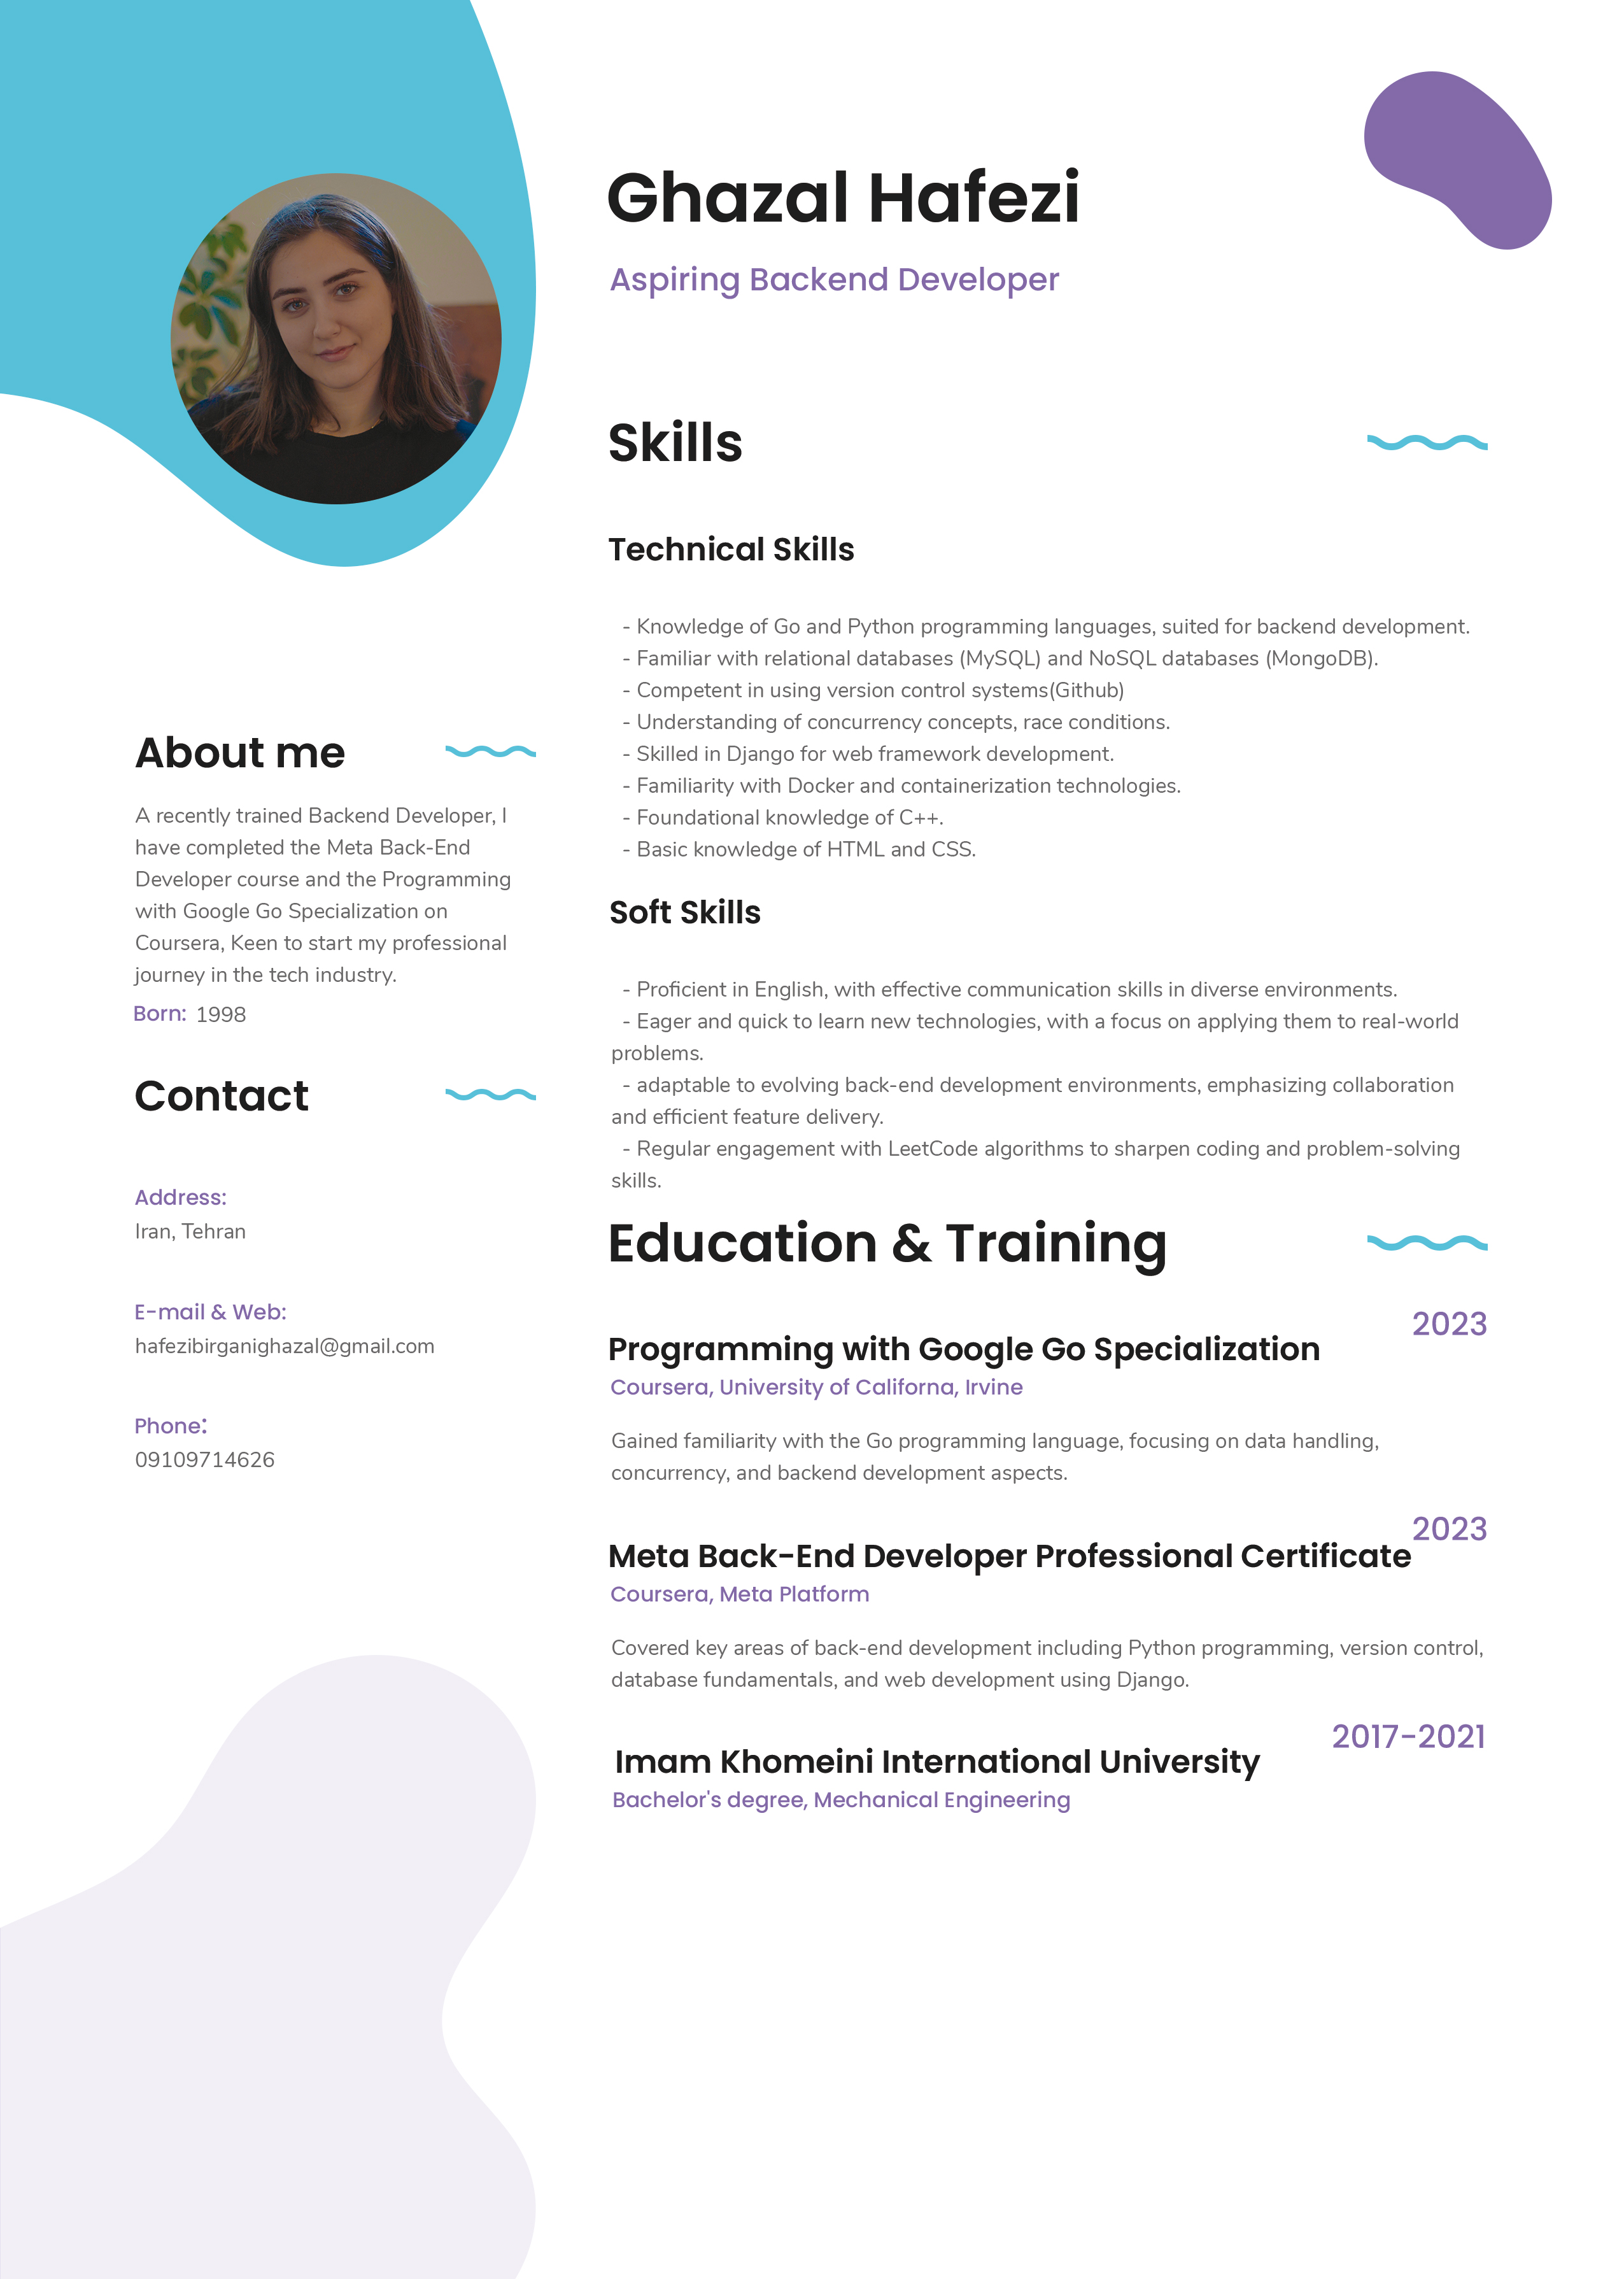 Ghazal Hafezi
Aspiring Backend Developer
About me
A recently trained Backend Developer, I
have completed the Meta Back-End
Developer course and the Programming
with Google Go Specialization on
Coursera, Keen to start my professional
journey in the tech industry.
Born: 1998
Contact
Address:
Iran, Tehran
E-mail & Web:
hafezibirganighazal@gmail.com
Phone:
09109714626
Skills
Technical Skills
- Knowledge of Go and Python programming languages, suited for backend development.
- Familiar with relational databases (MySQL) and NoSQL databases (MongoDB).
- Competent in using version control systems(Github)
- Understanding of concurrency concepts, race conditions.
- Skilled in Django for web framework development.
- Familiarity with Docker and containerization technologies.
- Foundational knowledge of C++.
- Basic knowledge of HTML and CSS.
Soft Skills
- Proficient in English, with effective communication skills in diverse environments.
- Eager and quick to learn new technologies, with a focus on applying them to real-world
problems.
- adaptable to evolving back-end development environments, emphasizing collaboration
and efficient feature delivery.
- Regular engagement with LeetCode algorithms to sharpen coding and problem-solving
skills.
Education & Training
2023
Programming with Google Go Specialization
Coursera, University of Californa, Irvine
Gained familiarity with the Go programming language, focusing on data handling,
concurrency, and backend development aspects.
2023
Meta Back-End Developer Professional Certificate
Coursera, Meta Platform
Covered key areas of back-end development including Python programming, version control,
database fundamentals, and web development using Django.
2017-2021
Imam Khomeini International University
Bachelor's degree, Mechanical Engineering